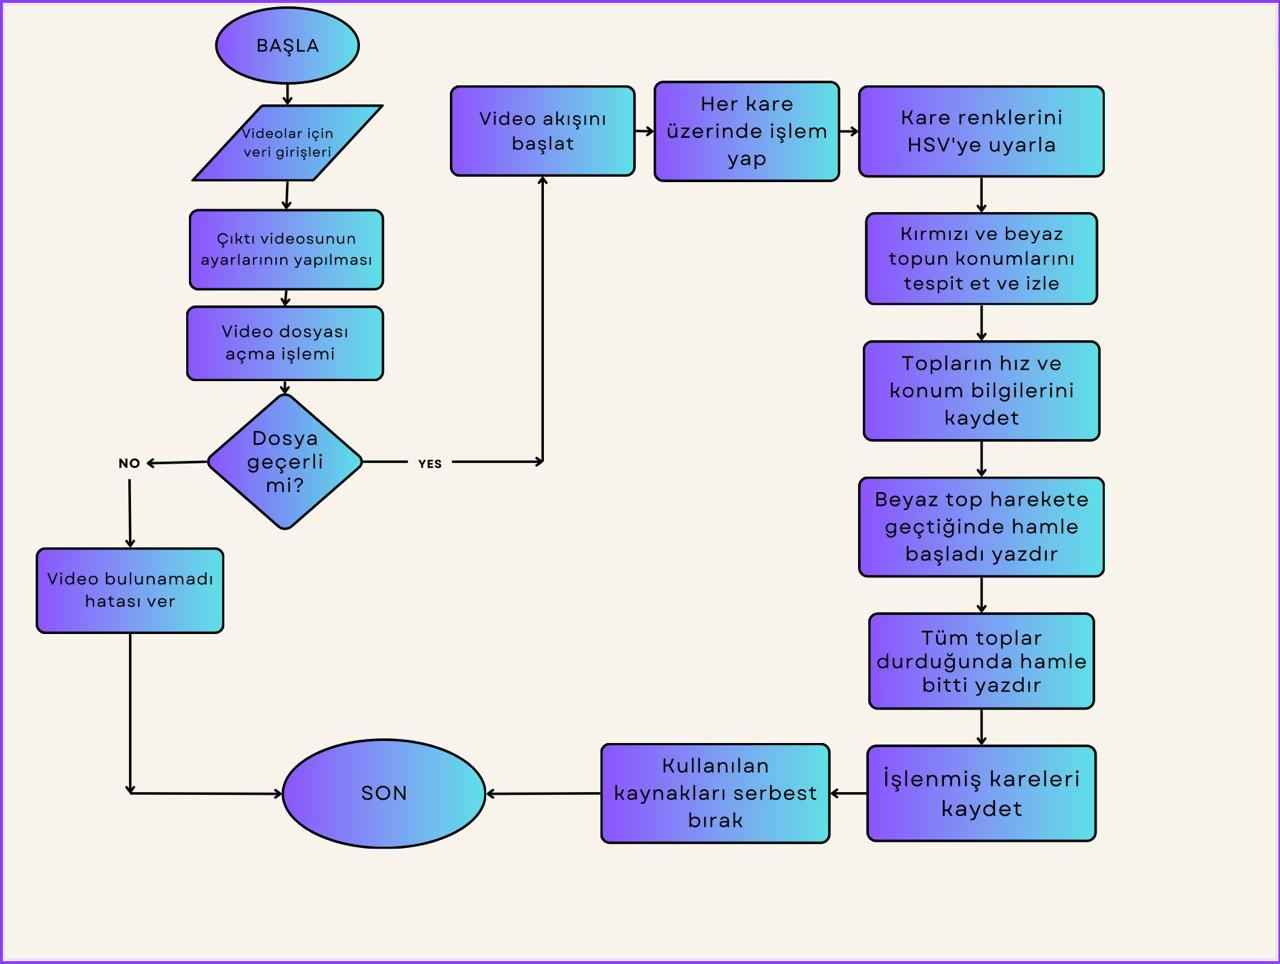 BAŞLA
Videolar için
veri girişleri
Çıktı videosunun
ayarlarının yapılması
Video dosyası
açma işlemi
Dosya
geçerli
mi?
NO
YES
Video bulunamadı
hatası ver
Video akışını
başlat
Her kare
üzerinde işlem
yap
Kare renklerini
HSV'ye uyarla
Kırmızı ve beyaz
topun konumlarını
tespit et ve izle
Topların hız ve
konum bilgilerini
kaydet
Beyaz top harekete
geçtiğinde hamle
başladı yazdır
Tüm toplar
durduğunda hamle
bitti yazdır
İşlenmiş kareleri
kaydet
Kullanılan
kaynakları serbest
bırak
SON